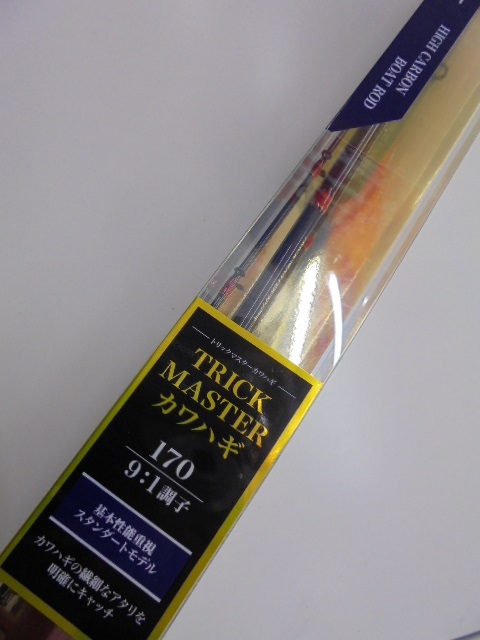 HIGH CARBON
BOAT ROD
トリックマスターカワハギ
TRICK
MASTER
カワハギ
170
9:1調子
基本性能重視
スタンダートモデル
カワハギの繊細なアタリを
明確にキャッチ